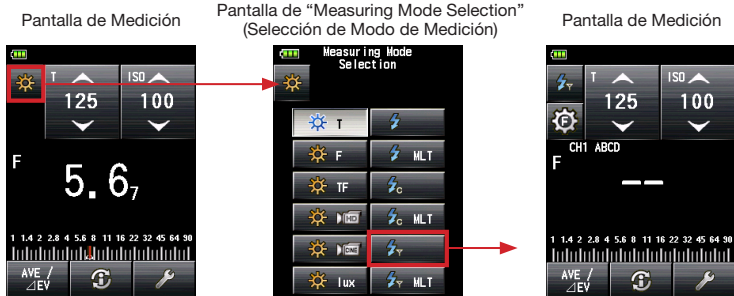 Pantalla de Medición
Pantalla de “Measuring Mode Selection”
(Selección de Modo de Medición)
Pantalla de Medición
T
125
ISO
100
F
5.6₇
1 1.4 2 2.8 4 5.6 8 11 16 22 32 45 64 90
AVE /
⊿EV
Measuring Mode
Selection
T
F
MLT
TF
C
HD
C MLT
CINE
lux
MLT
T
125
ISO
100
F
CH1 ABCD
F
--
1 1.4 2 2.8 4 5.6 8 11 16 22 32 45 64 90
AVE /
⊿EV